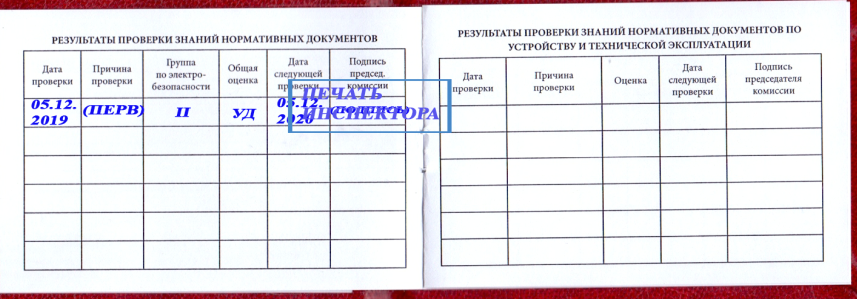 РЕЗУЛЬТАТЫ ПРОВЕРКИ ЗНАНИЙ НОРМАТИВНЫХ ДОКУМЕНТОВ
Дата проверки
Причина проверки
Группа по электро-безопасности
Общая оценка
Дата следующей проверки
Подпись председ. комиссии
05.12.
2019
(ПЕРВ)
II
УД
05.12.
2020
(ПОДПИСЬ)
ПЕЧАТЬ
ИНСПЕКТОРА
РЕЗУЛЬТАТЫ ПРОВЕРКИ ЗНАНИЙ НОРМАТИВНЫХ ДОКУМЕНТОВ ПО
УСТРОЙСТВУ И ТЕХНИЧЕСКОЙ ЭКСПЛУАТАЦИИ
Дата проверки
Причина проверки
Оценка
Дата следующей проверки
Подпись председателя комиссии